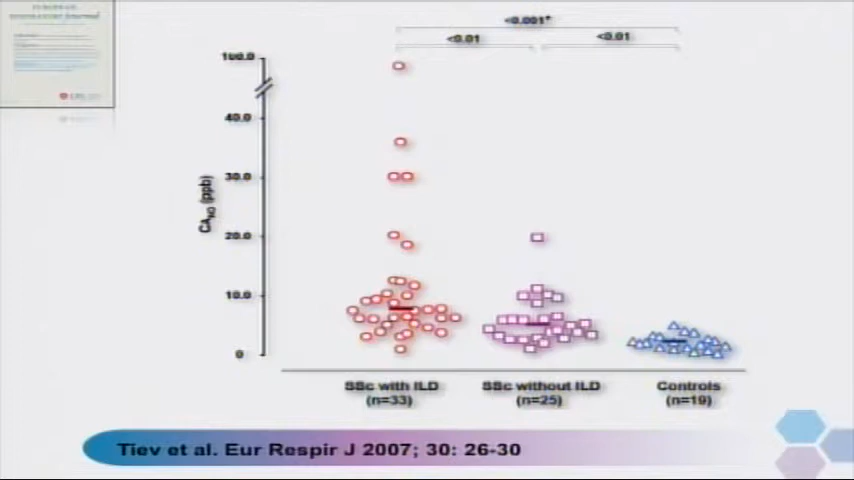 <0.001*
<0.01
<0.01
100.0
40.0
30.0
20.0
10.0
0
CANO (ppb)
SSc with ILD
(n=33)
SSc without ILD
(n=25)
Controls
(n=19)
Tiev et al. Eur Respir J 2007; 30: 26-30